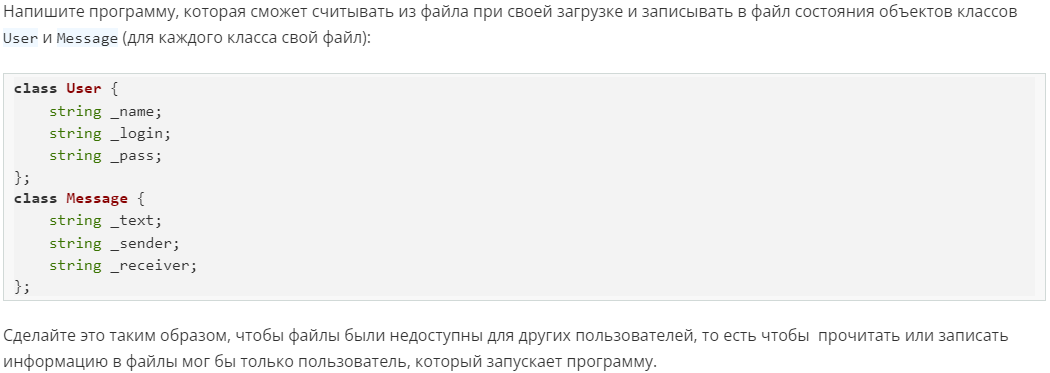 Напишите программу, которая сможет считывать из файла при своей загрузке и записывать в файл состояния объектов классов
User и Message (для каждого класса свой файл):
class User {
    string _name;
    string _login;
    string _pass;
};
class Message {
    string _text;
    string _sender;
    string _receiver;
};
Сделайте это таким образом, чтобы файлы были недоступны для других пользователей, то есть чтобы  прочитать или записать
информацию в файлы мог бы только пользователь, который запускает программу.